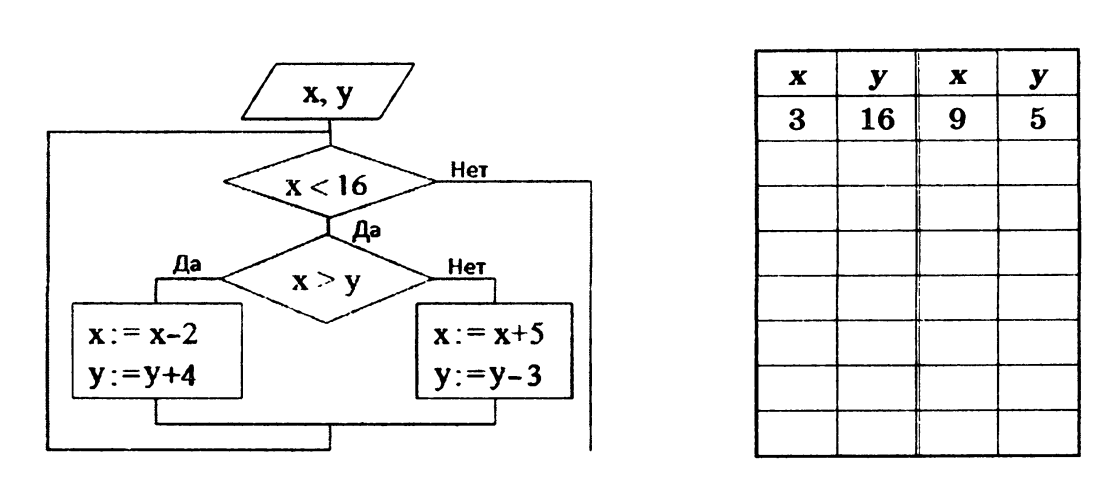 x, y
x < 16
Нет
Да
Да
x > y
Нет
x := x–2
y :=y+4
x := x+5
y :=y–3
x y x y
3 16 9 5